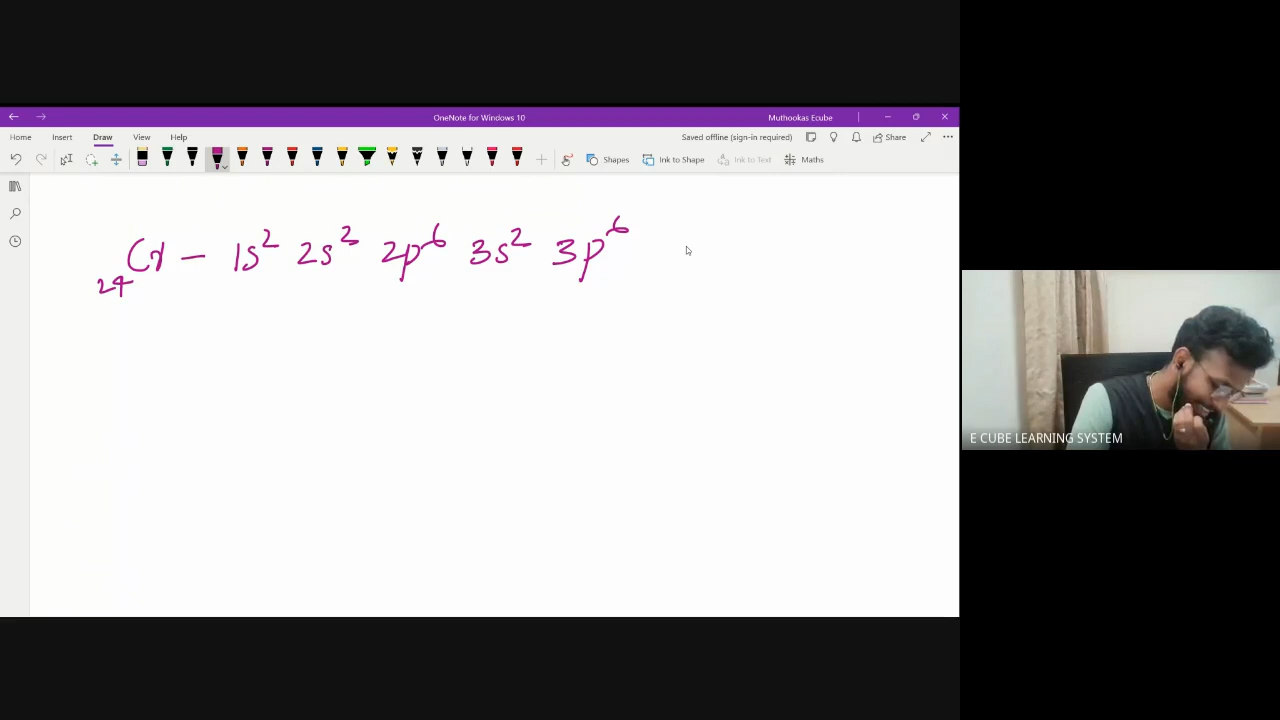 OneNote for Windows 10
Muthookas Ecube
Home Insert Draw View Help
Saved offline (sign-in required)
Share
Shapes
Ink to Shape
Ink to Text
Maths
₂₄Cr - 1s² 2s² 2p⁶ 3s² 3p⁶
E CUBE LEARNING SYSTEM